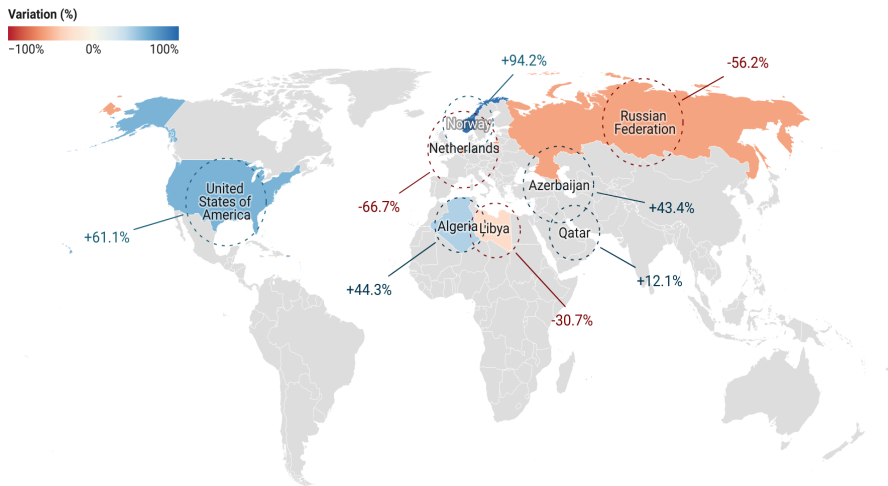 Variation (%)
−100%
0%
100%
+94.2%
-56.2%
Norway
Russian
Federation
Netherlands
Azerbaijan
United
States of
America
-66.7%
+43.4%
Algeria
Libya
Qatar
+61.1%
+12.1%
+44.3%
-30.7%